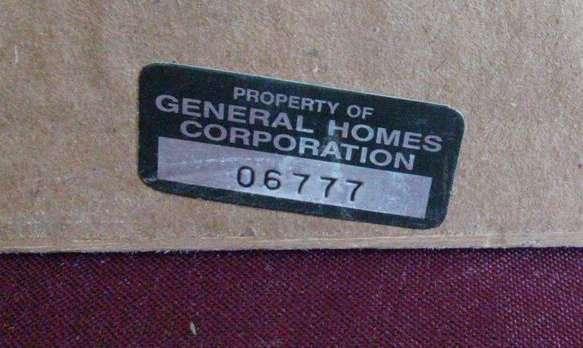 PROPERTY OF
GENERAL HOMES
CORPORATION
06777